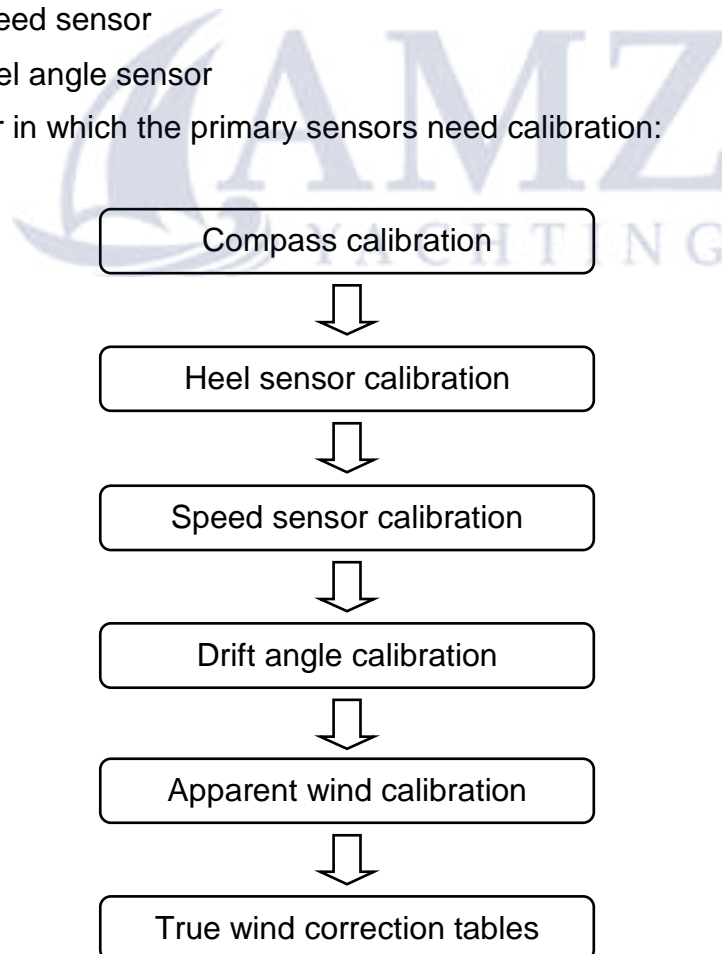 eed sensor
el angle sensor
r in which the primary sensors need calibration:
AMZ
YACHTING
Compass calibration
Heel sensor calibration
Speed sensor calibration
Drift angle calibration
Apparent wind calibration
True wind correction tables